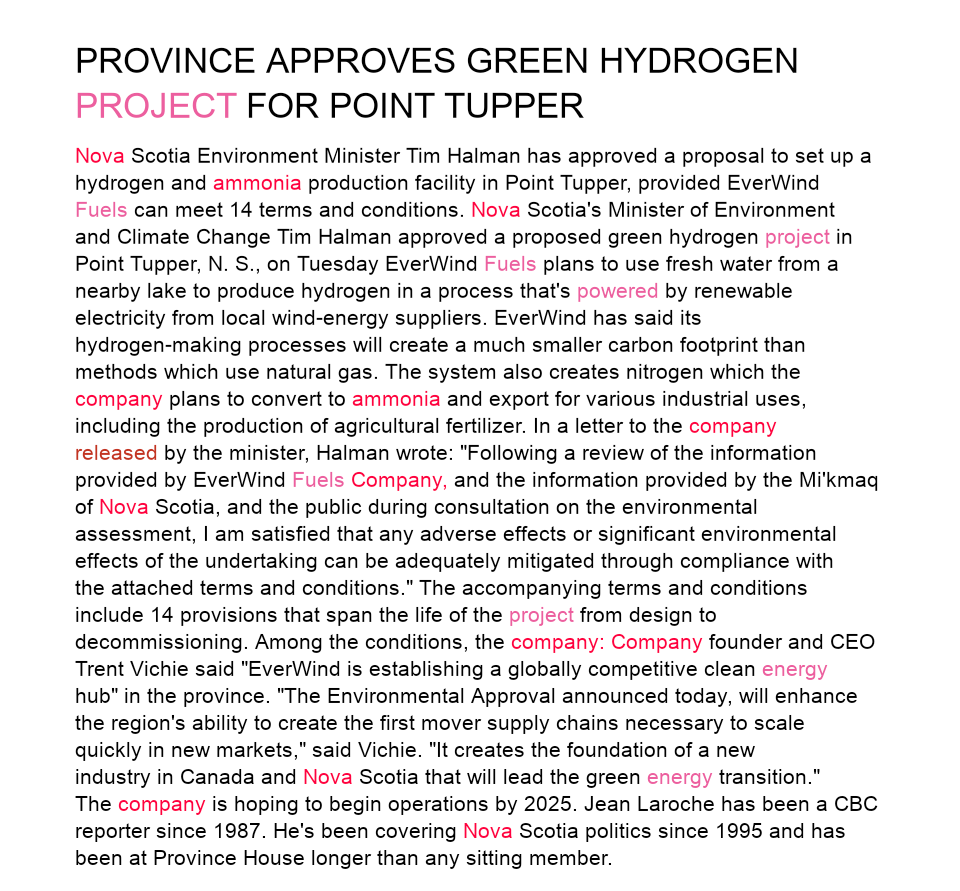 PROVINCE APPROVES GREEN HYDROGEN
PROJECT FOR POINT TUPPER
Nova Scotia Environment Minister Tim Halman has approved a proposal to set up a
hydrogen and ammonia production facility in Point Tupper, provided EverWind
Fuels can meet 14 terms and conditions. Nova Scotia's Minister of Environment
and Climate Change Tim Halman approved a proposed green hydrogen project in
Point Tupper, N. S., on Tuesday EverWind Fuels plans to use fresh water from a
nearby lake to produce hydrogen in a process that's powered by renewable
electricity from local wind-energy suppliers. EverWind has said its
hydrogen-making processes will create a much smaller carbon footprint than
methods which use natural gas. The system also creates nitrogen which the
company plans to convert to ammonia and export for various industrial uses,
including the production of agricultural fertilizer. In a letter to the company
released by the minister, Halman wrote: "Following a review of the information
provided by EverWind Fuels Company, and the information provided by the Mi'kmaq
of Nova Scotia, and the public during consultation on the environmental
assessment, I am satisfied that any adverse effects or significant environmental
effects of the undertaking can be adequately mitigated through compliance with
the attached terms and conditions." The accompanying terms and conditions
include 14 provisions that span the life of the project from design to
decommissioning. Among the conditions, the company: Company founder and CEO
Trent Vichie said "EverWind is establishing a globally competitive clean energy
hub" in the province. "The Environmental Approval announced today, will enhance
the region's ability to create the first mover supply chains necessary to scale
quickly in new markets," said Vichie. "It creates the foundation of a new
industry in Canada and Nova Scotia that will lead the green energy transition."
The company is hoping to begin operations by 2025. Jean Laroche has been a CBC
reporter since 1987. He's been covering Nova Scotia politics since 1995 and has
been at Province House longer than any sitting member.